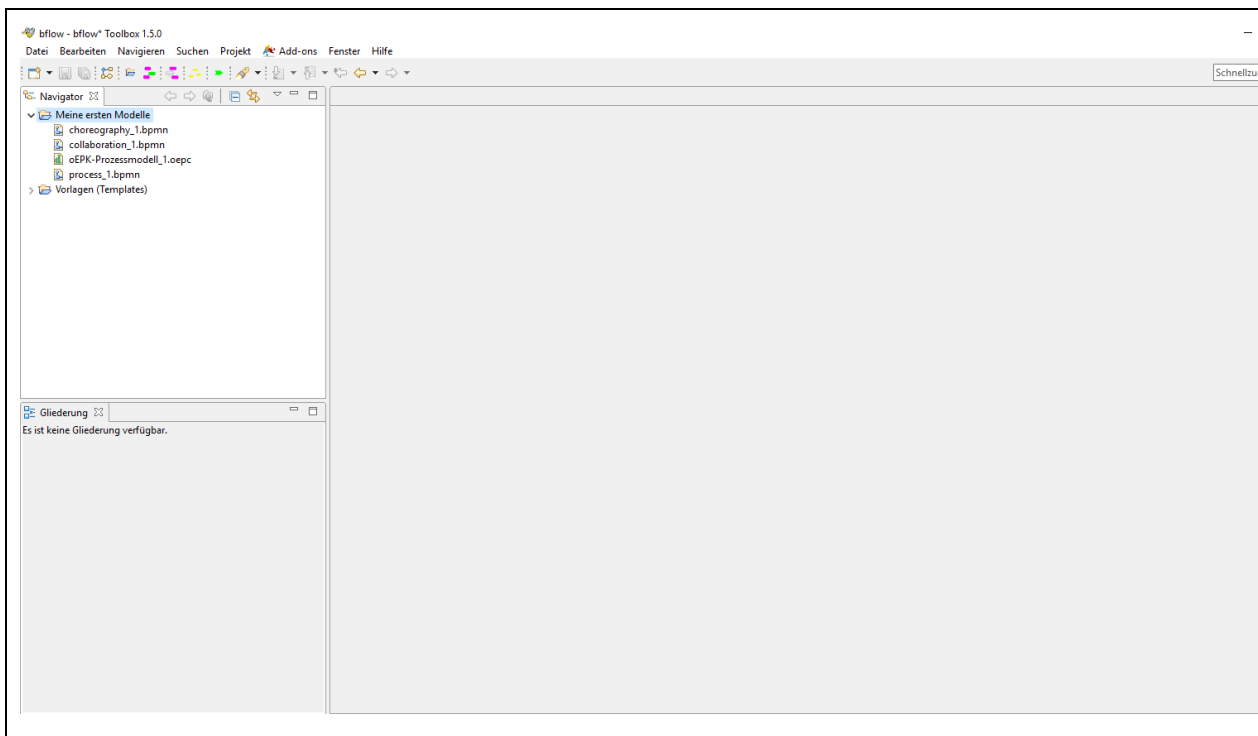 bflow - bflow* Toolbox 1.5.0
Datei Bearbeiten Navigieren Suchen Projekt Add-ons Fenster Hilfe
Schnellzu
Navigator
Meine ersten Modelle
choreography_1.bpmn
collaboration_1.bpmn
oEPK-Prozessmodell_1.oepc
process_1.bpmn
Vorlagen (Templates)
Gliederung
Es ist keine Gliederung verfügbar.